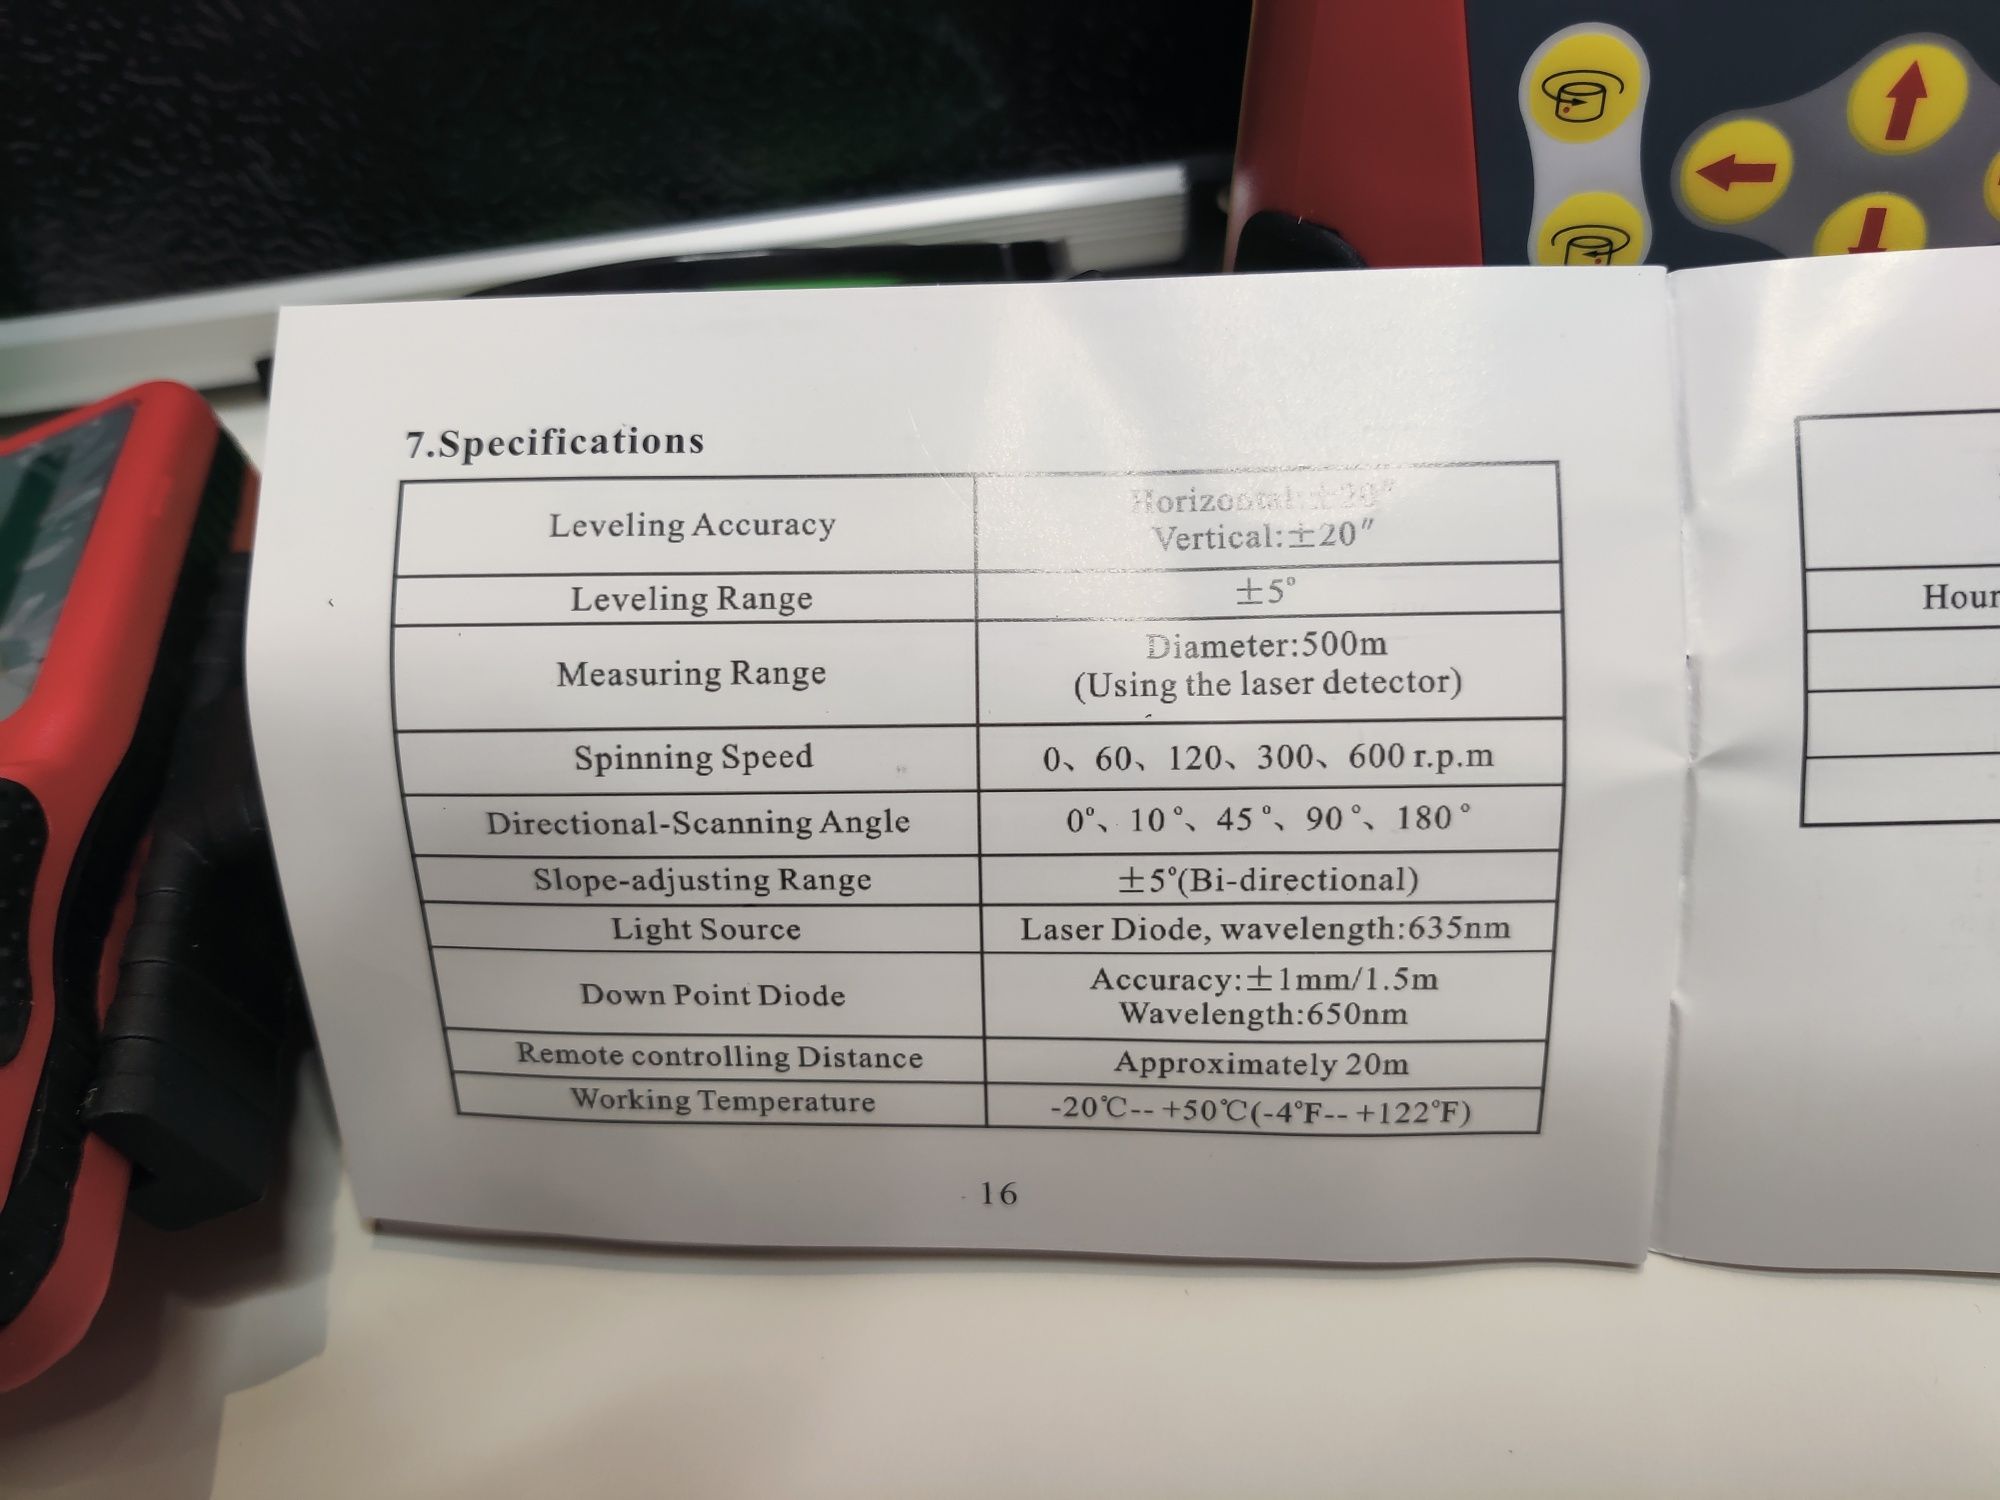 7.Specifications
Leveling Accuracy
Horizontal:±20″
Vertical:±20″
Leveling Range
±5°
Measuring Range
Diameter:500m
(Using the laser detector)
Spinning Speed
0、60、120、300、600 r.p.m
Directional-Scanning Angle
0°、10°、45°、90°、180°
Slope-adjusting Range
±5°(Bi-directional)
Light Source
Laser Diode, wavelength:635nm
Down Point Diode
Accuracy:±1mm/1.5m
Wavelength:650nm
Remote controlling Distance
Approximately 20m
Working Temperature
-20℃-- +50℃(-4℉-- +122℉)
16